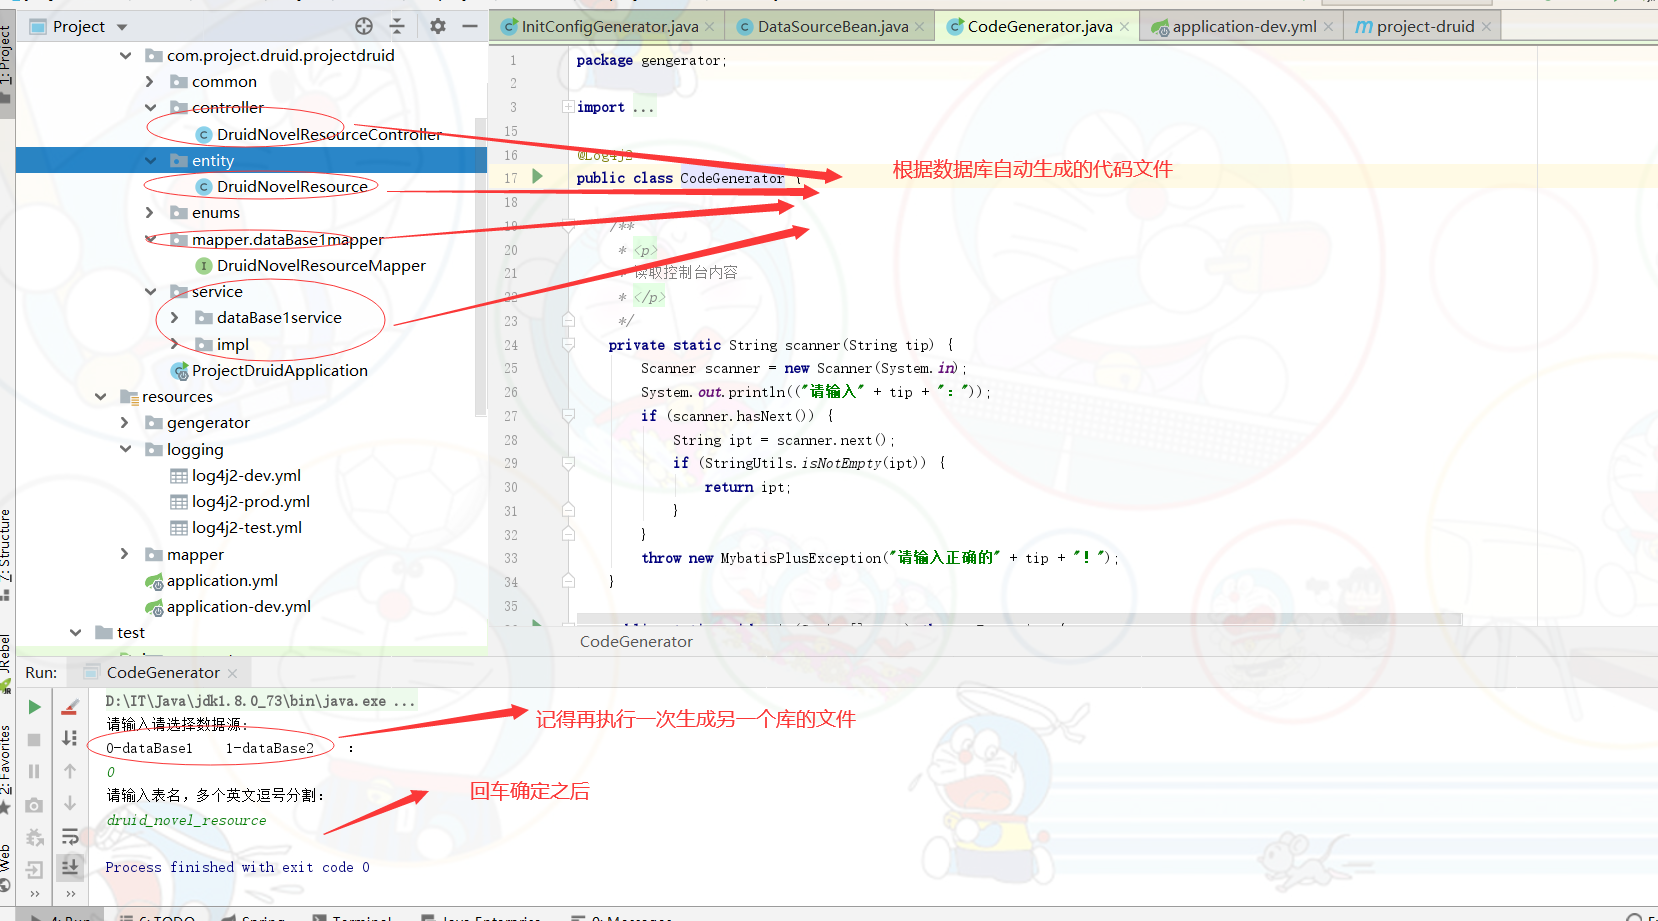 Project
InitConfigGenerator.java
DataSourceBean.java
CodeGenerator.java
application-dev.yml
project-druid
1: Project
com.project.druid.projectdruid
common
controller
DruidNovelResourceController
entity
DruidNovelResource
enums
mapper.dataBase1mapper
DruidNovelResourceMapper
service
dataBase1service
impl
ProjectDruidApplication
resources
gengerator
logging
log4j2-dev.yml
log4j2-prod.yml
log4j2-test.yml
mapper
application.yml
application-dev.yml
test
1 package gengerator;
2
3 import ...
15
16 @Log4j2
17 public class CodeGenerator {
18
19 /**
20 * <p>
21 读取控制台内容
22 * </p>
23 */
24 private static String scanner(String tip) {
25 Scanner scanner = new Scanner(System.in);
26 System.out.println(("请输入" + tip + ": "));
27 if (scanner.hasNext()) {
28 String ipt = scanner.next();
29 if (StringUtils.isNotEmpty(ipt)) {
30 return ipt;
31 }
32 }
33 throw new MybatisPlusException("请输入正确的" + tip + "! ");
34 }
35
根据数据库自动生成的代码文件
CodeGenerator
7: Structure
JRebel
2: Favorites
Web
Run:
CodeGenerator
D:\IT\Java\jdk1.8.0_73\bin\java.exe ...
请输入请选择数据源:
0-dataBase1 1-dataBase2 :
0
请输入表名，多个英文逗号分割:
druid_novel_resource
Process finished with exit code 0
记得再执行一次生成另一个库的文件
回车确定之后
4: Run
6: TODO
Spring
Terminal
Java Enterprise
0: Messages